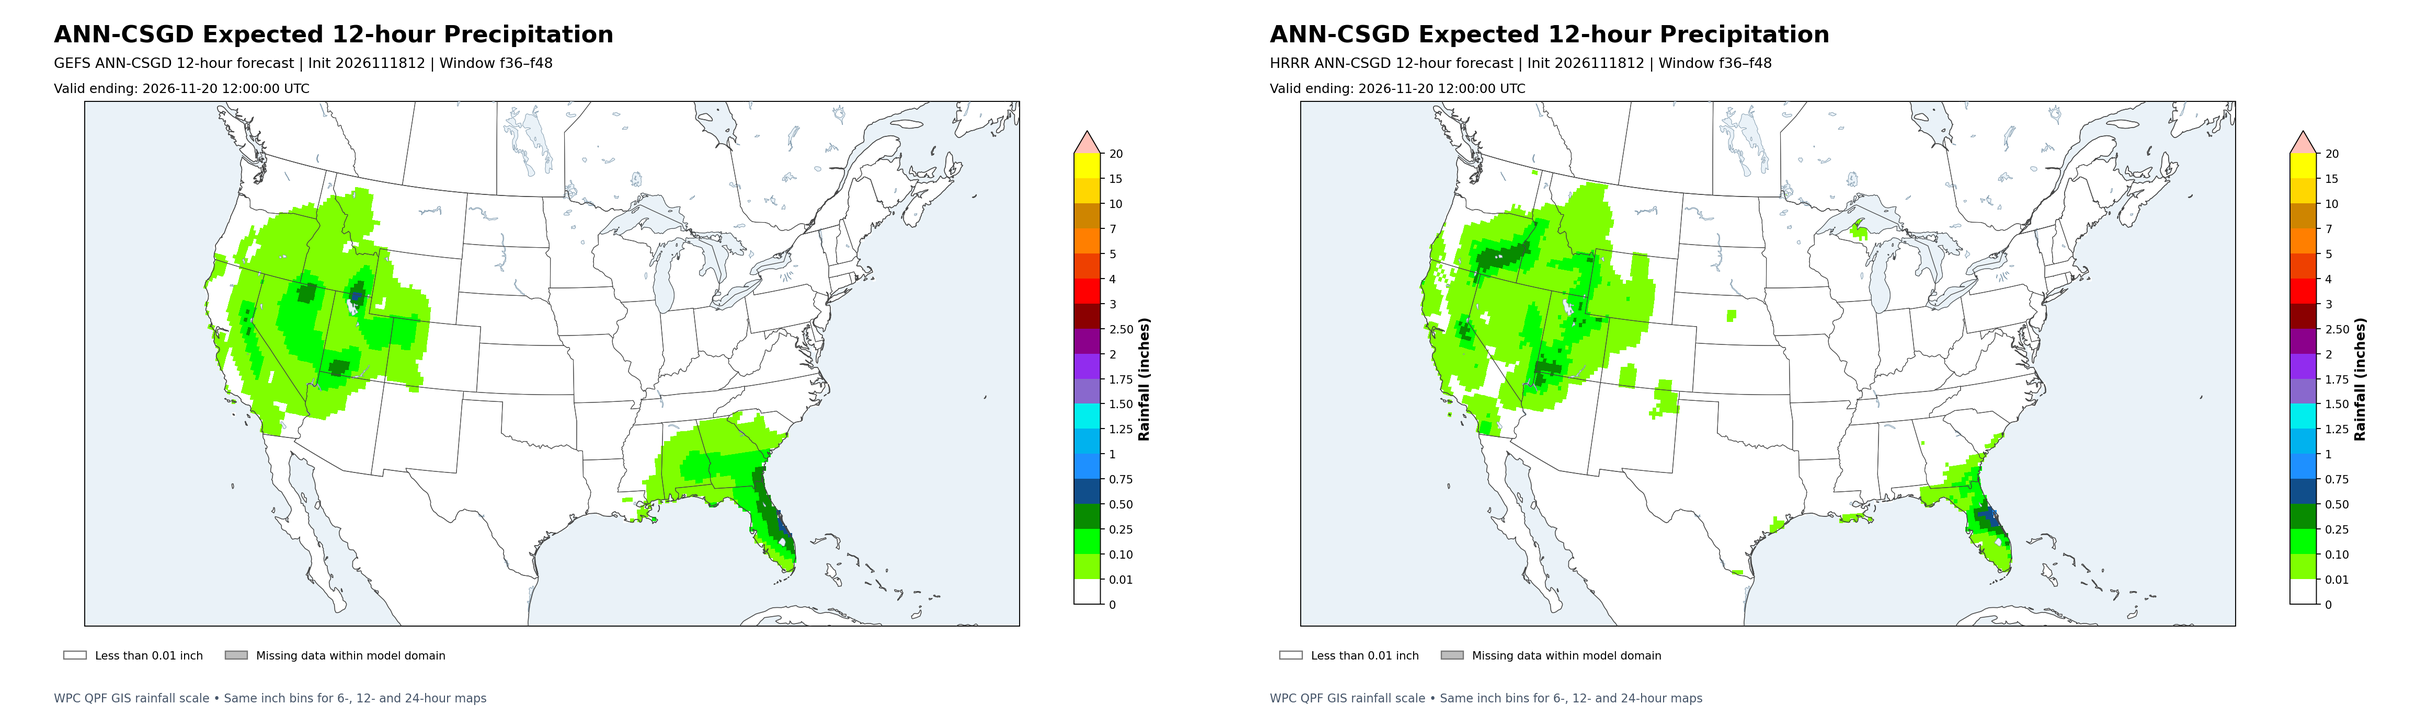 ANN-CSGD Expected 12-hour Precipitation
GEFS ANN-CSGD 12-hour forecast | Init 2026111812 | Window f36–f48
Valid ending: 2026-11-20 12:00:00 UTC
20
15
10
7
5
4
3
2.50
2
1.75
1.50
1.25
1
0.75
0.50
0.25
0.10
0.01
0
Rainfall (inches)
Less than 0.01 inch
Missing data within model domain
WPC QPF GIS rainfall scale • Same inch bins for 6-, 12- and 24-hour maps
ANN-CSGD Expected 12-hour Precipitation
HRRR ANN-CSGD 12-hour forecast | Init 2026111812 | Window f36–f48
Valid ending: 2026-11-20 12:00:00 UTC
20
15
10
7
5
4
3
2.50
2
1.75
1.50
1.25
1
0.75
0.50
0.25
0.10
0.01
0
Rainfall (inches)
Less than 0.01 inch
Missing data within model domain
WPC QPF GIS rainfall scale • Same inch bins for 6-, 12- and 24-hour maps